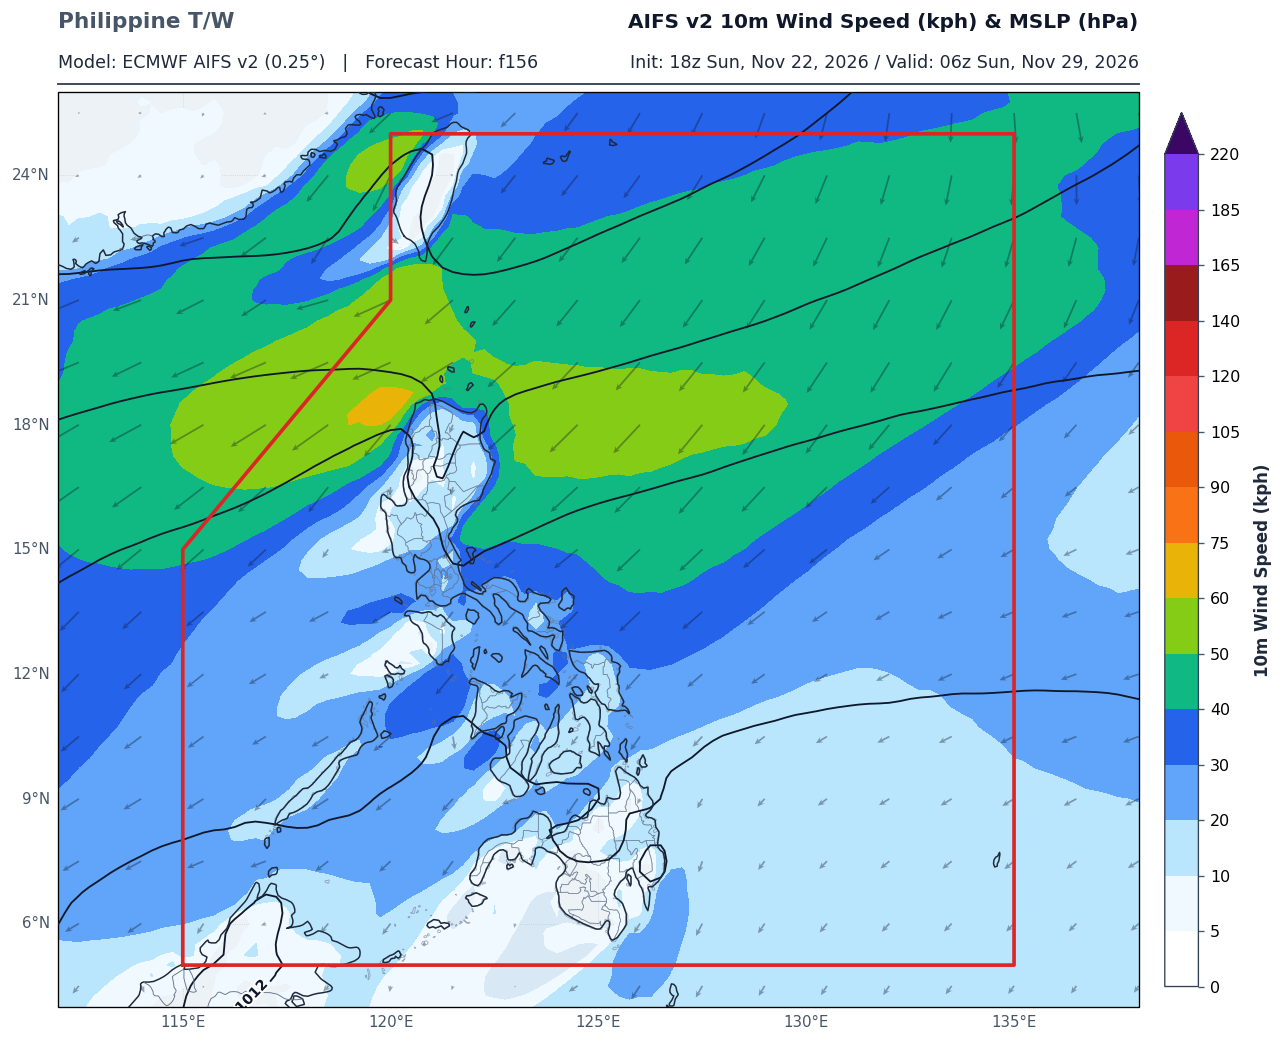 Philippine T/W
AIFS v2 10m Wind Speed (kph) & MSLP (hPa)
Model: ECMWF AIFS v2 (0.25°) | Forecast Hour: f156
Init: 18z Sun, Nov 22, 2026 / Valid: 06z Sun, Nov 29, 2026
24°N
21°N
18°N
15°N
12°N
9°N
6°N
1012
115°E
120°E
125°E
130°E
135°E
220
185
165
140
120
105
90
75
60
50
40
30
20
10
5
0
10m Wind Speed (kph)